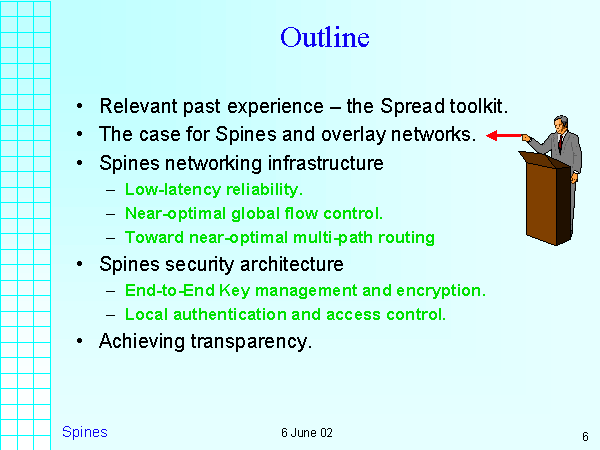 Outline
• Relevant past experience – the Spread toolkit.
• The case for Spines and overlay networks.
• Spines networking infrastructure
– Low-latency reliability.
– Near-optimal global flow control.
– Toward near-optimal multi-path routing
• Spines security architecture
– End-to-End Key management and encryption.
– Local authentication and access control.
• Achieving transparency.
Spines
6 June 02
6